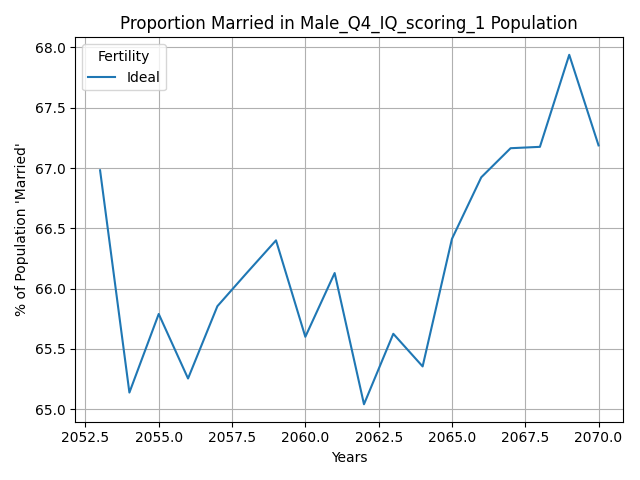 Proportion Married in Male_Q4_IQ_scoring_1 Population
Fertility
Ideal
% of Population 'Married'
68.0
67.5
67.0
66.5
66.0
65.5
65.0
2052.5 2055.0 2057.5 2060.0 2062.5 2065.0 2067.5 2070.0
Years